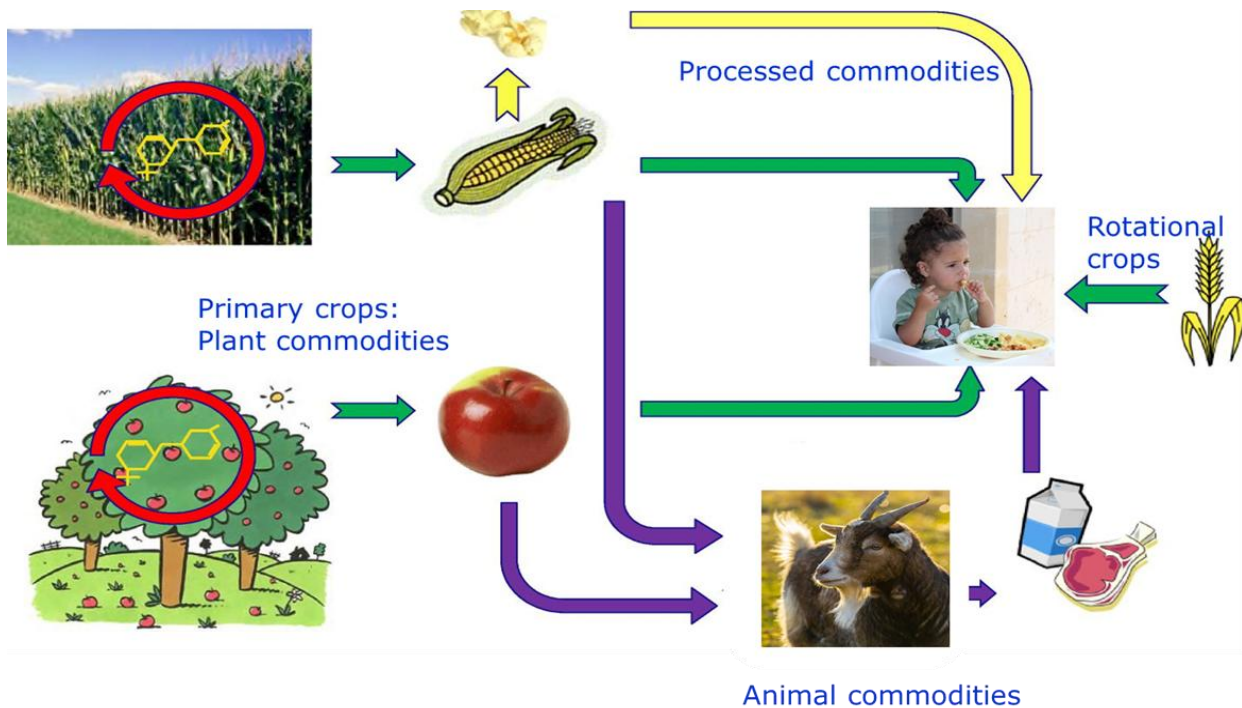 Processed commodities
Rotational
crops
Primary crops:
Plant commodities
Animal commodities